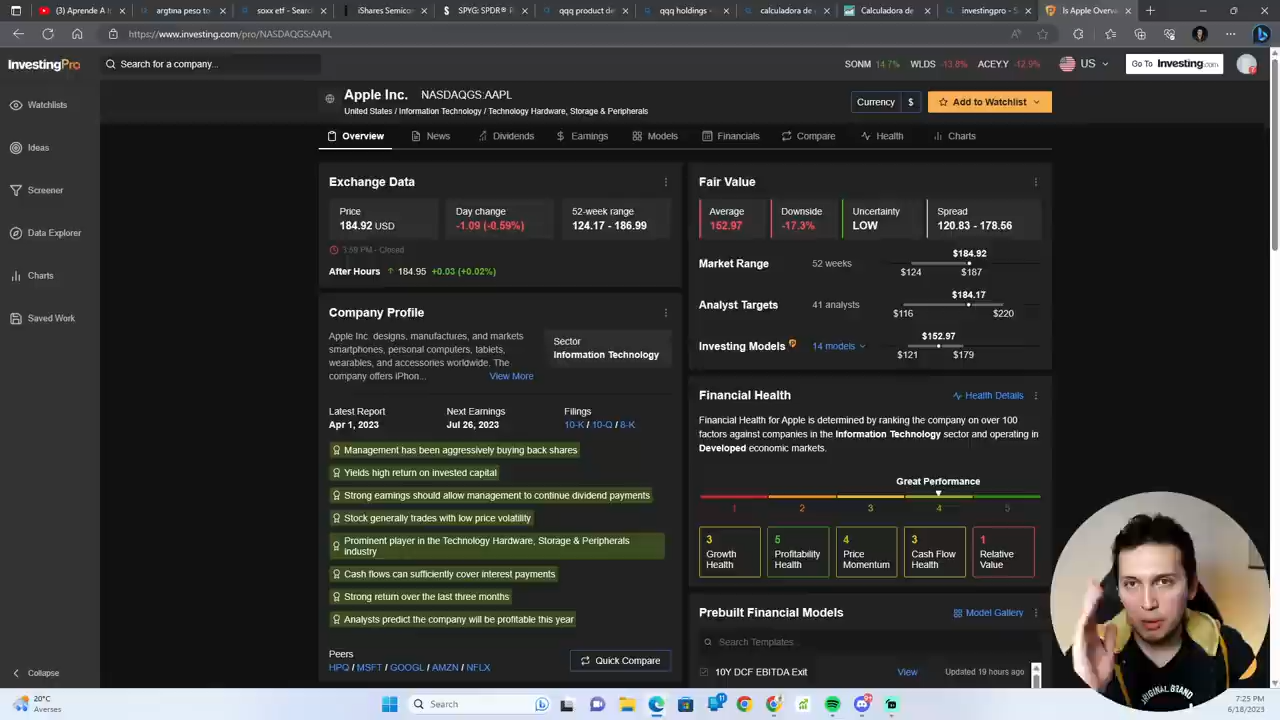 (3) Aprende A I
argtina peso to
soxx etf - Searc
iShares Semicon
SPYG:SPDR® P
qqq product de
qqq holdings -
calculadora de
Calculadora de
investingpro - S
Is Apple Overva
https://www.investing.com/pro/NASDAQGS:AAPL
InvestingPro
Search for a company...
SONM 14.7% WLDS -13.8% ACEY.Y -12.9%
US
Go To Investing.com
Watchlists
Ideas
Screener
Data Explorer
Charts
Saved Work
Collapse
Apple Inc. NASDAQGS:AAPL
United States / Information Technology / Technology Hardware, Storage & Peripherals
Currency $
Add to Watchlist
Overview News Dividends Earnings Models Financials Compare Health Charts
Exchange Data
Price
184.92 USD
Day change
-1.09 (-0.59%)
52-week range
124.17 - 186.99
3:59 PM - Closed
After Hours 184.95 +0.03 (+0.02%)
Company Profile
Apple Inc. designs, manufactures, and markets
smartphones, personal computers, tablets,
wearables, and accessories worldwide. The
company offers iPhon...
View More
Sector
Information Technology
Latest Report
Apr 1, 2023
Next Earnings
Jul 26, 2023
Filings
10-K / 10-Q / 8-K
Management has been aggressively buying back shares
Yields high return on invested capital
Strong earnings should allow management to continue dividend payments
Stock generally trades with low price volatility
Prominent player in the Technology Hardware, Storage & Peripherals
industry
Cash flows can sufficiently cover interest payments
Strong return over the last three months
Analysts predict the company will be profitable this year
Peers
HPQ / MSFT / GOOGL / AMZN / NFLX
Quick Compare
Fair Value
Average
152.97
Downside
-17.3%
Uncertainty
LOW
Spread
120.83 - 178.56
Market Range 52 weeks
$184.92
$124 $187
Analyst Targets 41 analysts
$184.17
$116 $220
Investing Models 14 models
$152.97
$121 $179
Financial Health
Health Details
Financial Health for Apple is determined by ranking the company on over 100
factors against companies in the Information Technology sector and operating in
Developed economic markets.
Great Performance
1 2 3 4 5
3
Growth
Health
5
Profitability
Health
4
Price
Momentum
3
Cash Flow
Health
1
Relative
Value
Prebuilt Financial Models
Model Gallery
Search Templates...
10Y DCF EBITDA Exit View Updated 19 hours ago
ORIGINAL BRAND
20°C
Averses
Search
7:25 PM
6/18/2023